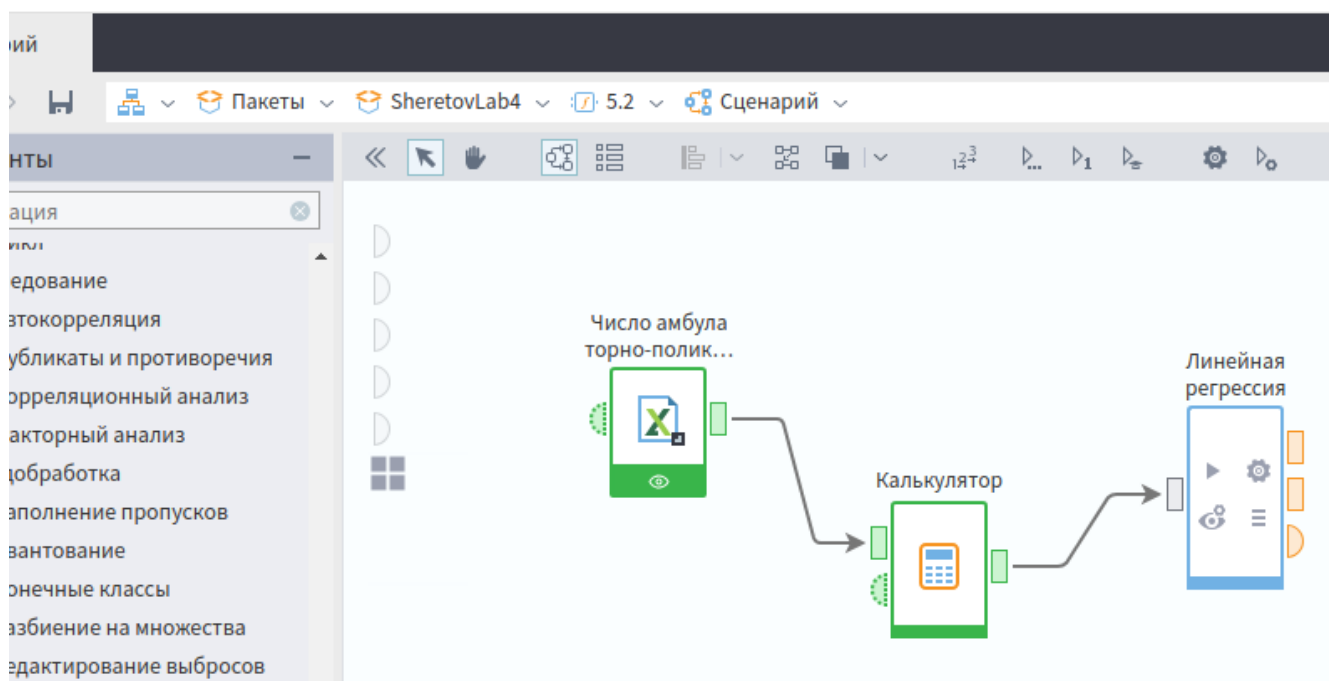 ий
Пакеты
SheretovLab4
5.2
Сценарий
нты
ация
едование
втокорреляция
убликаты и противоречия
орреляционный анализ
акторный анализ
добработка
аполнение пропусков
вантование
онечные классы
азбиение на множества
едактирование выбросов
Число амбула
торно-полик...
Калькулятор
Линейная
регрессия